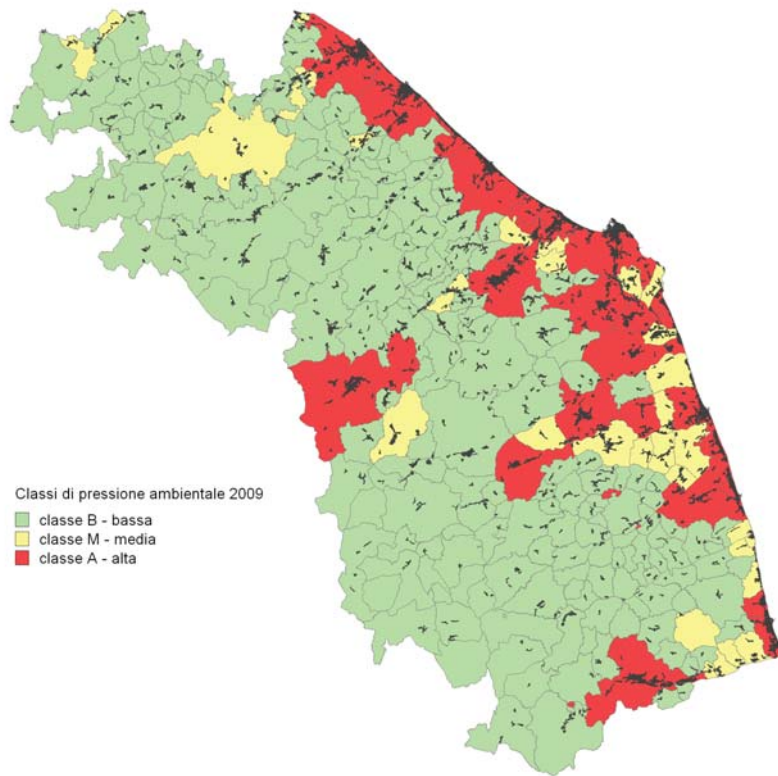 Classi di pressione ambientale 2009
classe B - bassa
classe M - media
classe A - alta